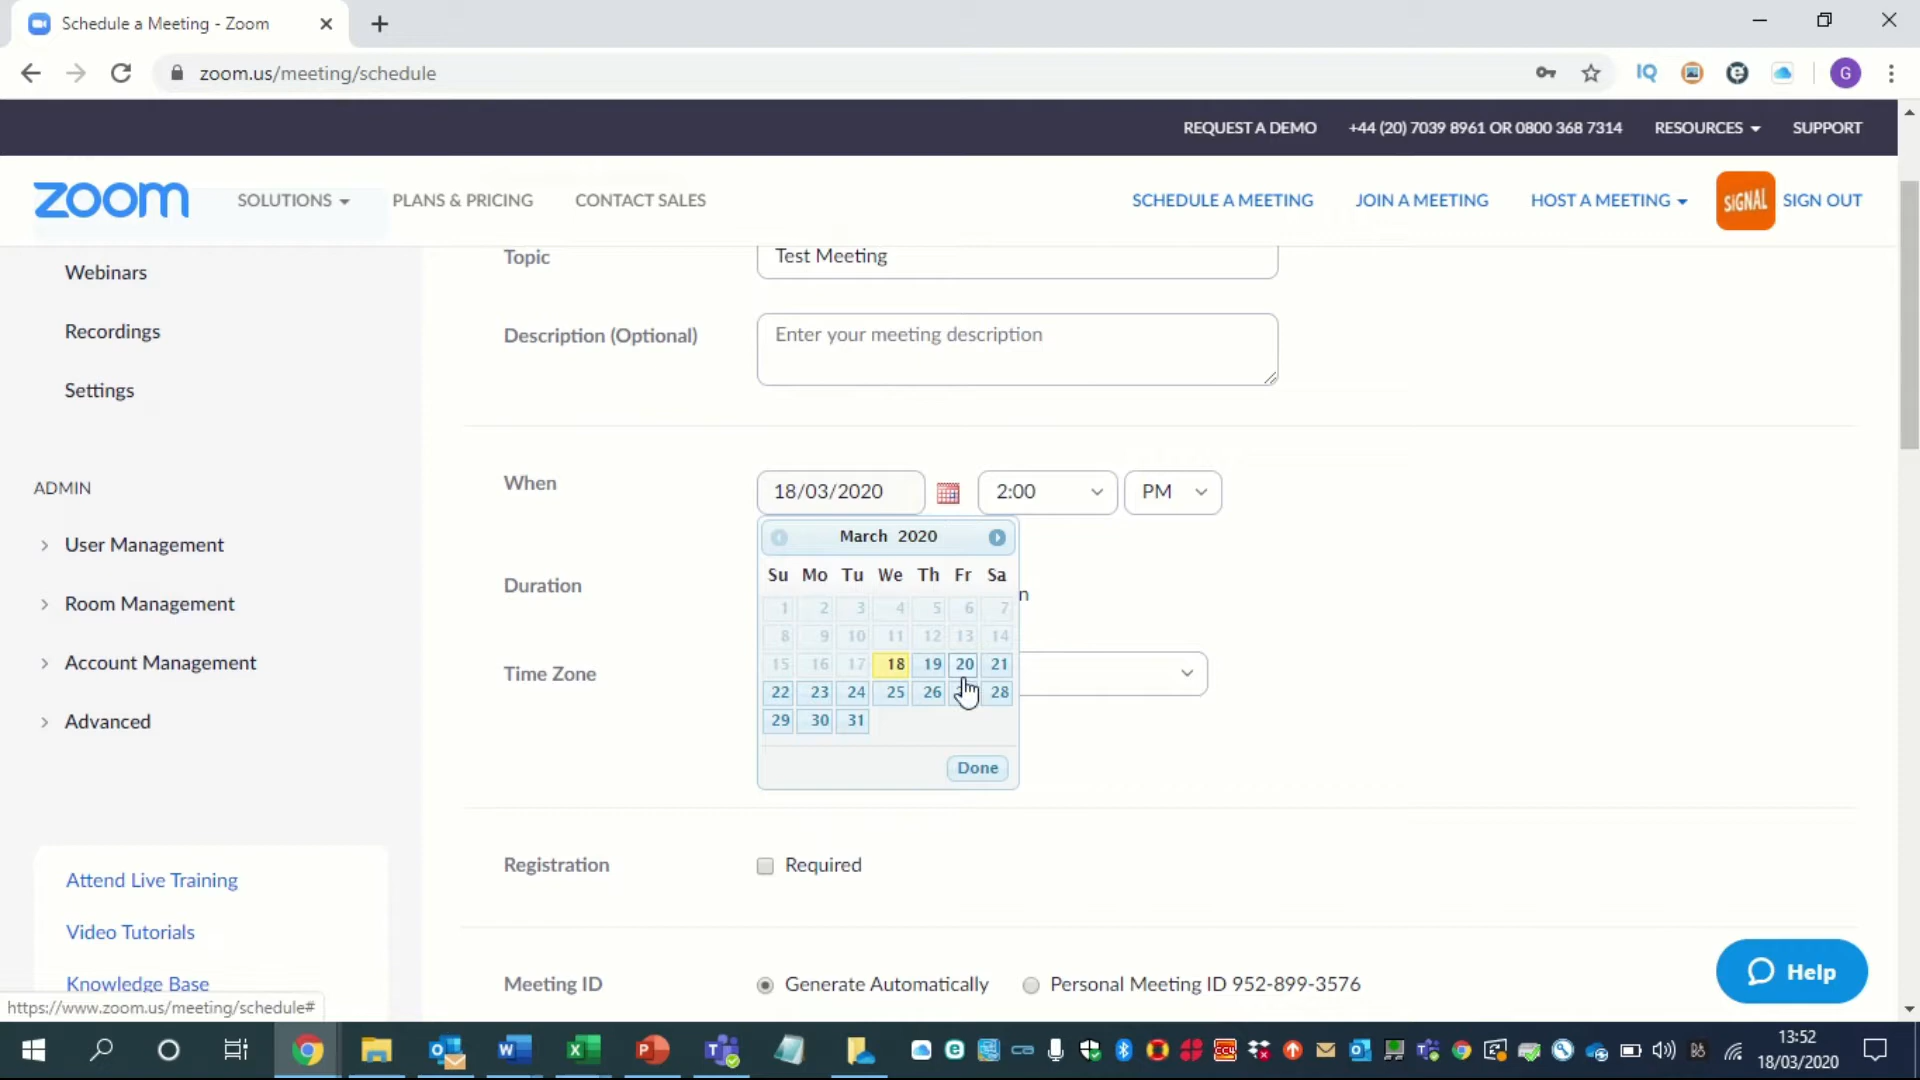 Schedule a Meeting - Zoom
zoom.us/meeting/schedule
IQ
G
REQUEST A DEMO +44 (20) 7039 8961 OR 0800 368 7314 RESOURCES SUPPORT
zoom SOLUTIONS PLANS & PRICING CONTACT SALES SCHEDULE A MEETING JOIN A MEETING HOST A MEETING SIGNAL SIGN OUT
Webinars
Recordings
Settings
ADMIN
User Management
Room Management
Account Management
Advanced
Attend Live Training
Video Tutorials
Knowledge Base
https://www.zoom.us/meeting/schedule#
Topic Test Meeting
Description (Optional) Enter your meeting description
When 18/03/2020 2:00 PM
March 2020
Su Mo Tu We Th Fr Sa
1 2 3 4 5 6 7
8 9 10 11 12 13 14
15 16 17 18 19 20 21
22 23 24 25 26 28
29 30 31
Done
Duration n
Time Zone
Registration Required
Meeting ID Generate Automatically Personal Meeting ID 952-899-3576
Help
13:52
18/03/2020